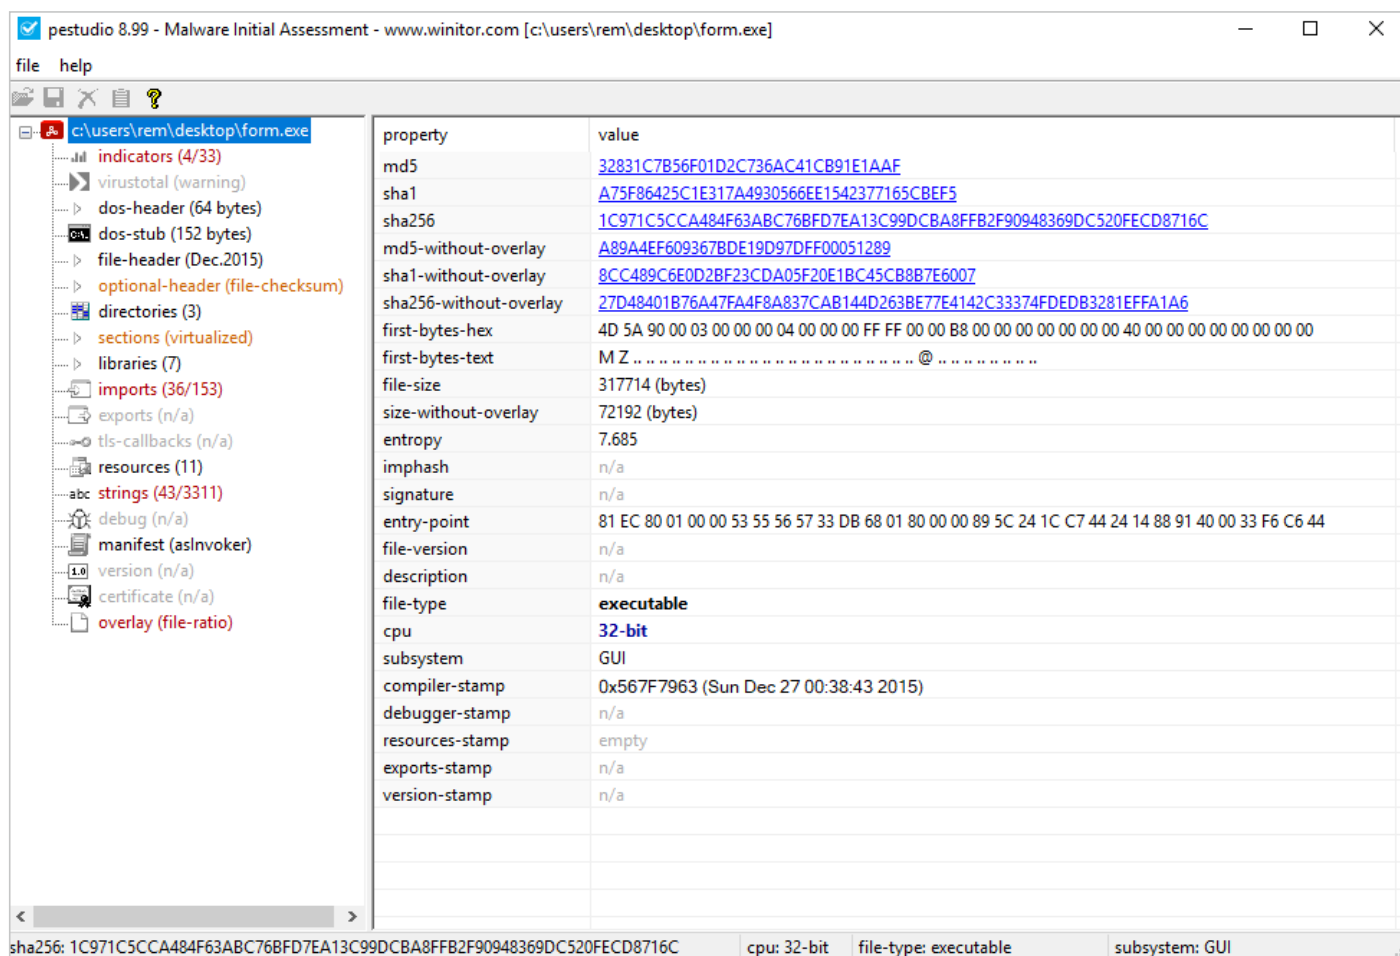 pestudio 8.99 - Malware Initial Assessment - www.winitor.com [c:\users\rem\desktop\form.exe]
file help
c:\users\rem\desktop\form.exe
indicators (4/33)
virustotal (warning)
dos-header (64 bytes)
dos-stub (152 bytes)
file-header (Dec.2015)
optional-header (file-checksum)
directories (3)
sections (virtualized)
libraries (7)
imports (36/153)
exports (n/a)
tls-callbacks (n/a)
resources (11)
abc strings (43/3311)
debug (n/a)
manifest (asInvoker)
1.0 version (n/a)
certificate (n/a)
overlay (file-ratio)
property value
md5 32831C7B56F01D2C736AC41CB91E1AAF
sha1 A75F86425C1E317A4930566EE1542377165CBEF5
sha256 1C971C5CCA484F63ABC76BFD7EA13C99DCBA8FFB2F90948369DC520FECD8716C
md5-without-overlay A89A4EF609367BDE19D97DFF00051289
sha1-without-overlay 8CC489C6E0D2BF23CDA05F20E1BC45CB8B7E6007
sha256-without-overlay 27D48401B76A47FA4F8A837CAB144D263BE77E4142C33374FDEDB3281EFFA1A6
first-bytes-hex 4D 5A 90 00 03 00 00 00 04 00 00 00 FF FF 00 00 B8 00 00 00 00 00 00 00 40 00 00 00 00 00 00 00
first-bytes-text M Z .. .. .. .. .. .. .. .. .. .. .. .. .. .. .. .. .. .. .. .. .. .. @ .. .. .. .. .. .. ..
file-size 317714 (bytes)
size-without-overlay 72192 (bytes)
entropy 7.685
imphash n/a
signature n/a
entry-point 81 EC 80 01 00 00 53 55 56 57 33 DB 68 01 80 00 00 89 5C 24 1C C7 44 24 14 88 91 40 00 33 F6 C6 44
file-version n/a
description n/a
file-type executable
cpu 32-bit
subsystem GUI
compiler-stamp 0x567F7963 (Sun Dec 27 00:38:43 2015)
debugger-stamp n/a
resources-stamp empty
exports-stamp n/a
version-stamp n/a
sha256: 1C971C5CCA484F63ABC76BFD7EA13C99DCBA8FFB2F90948369DC520FECD8716C cpu: 32-bit file-type: executable subsystem: GUI